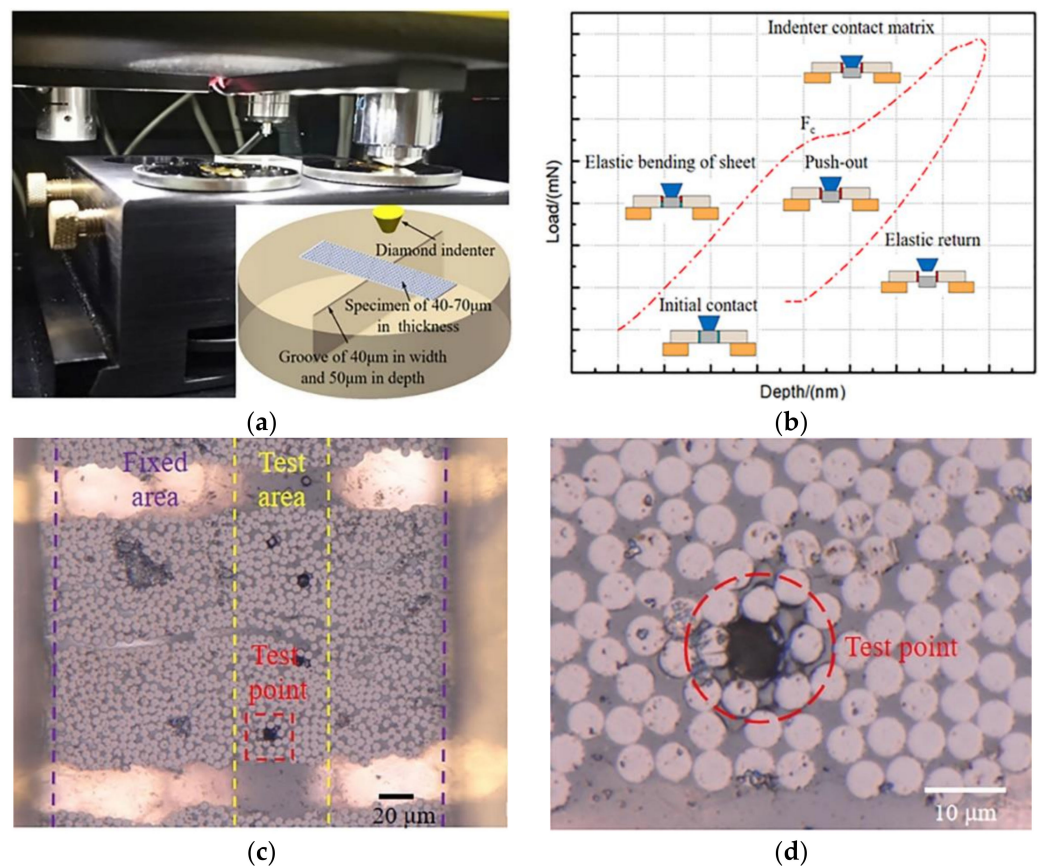 Diamond indenter
Specimen of 40-70μm
in thickness
Groove of 40μm in width
and 50μm in depth
(a)
Indenter contact matrix
Fc
Elastic bending of sheet
Push-out
Elastic return
Initial contact
Load/(mN)
Depth/(nm)
(b)
Fixed
area
Test
area
Test
point
20 μm
(c)
Test point
10 μm
(d)